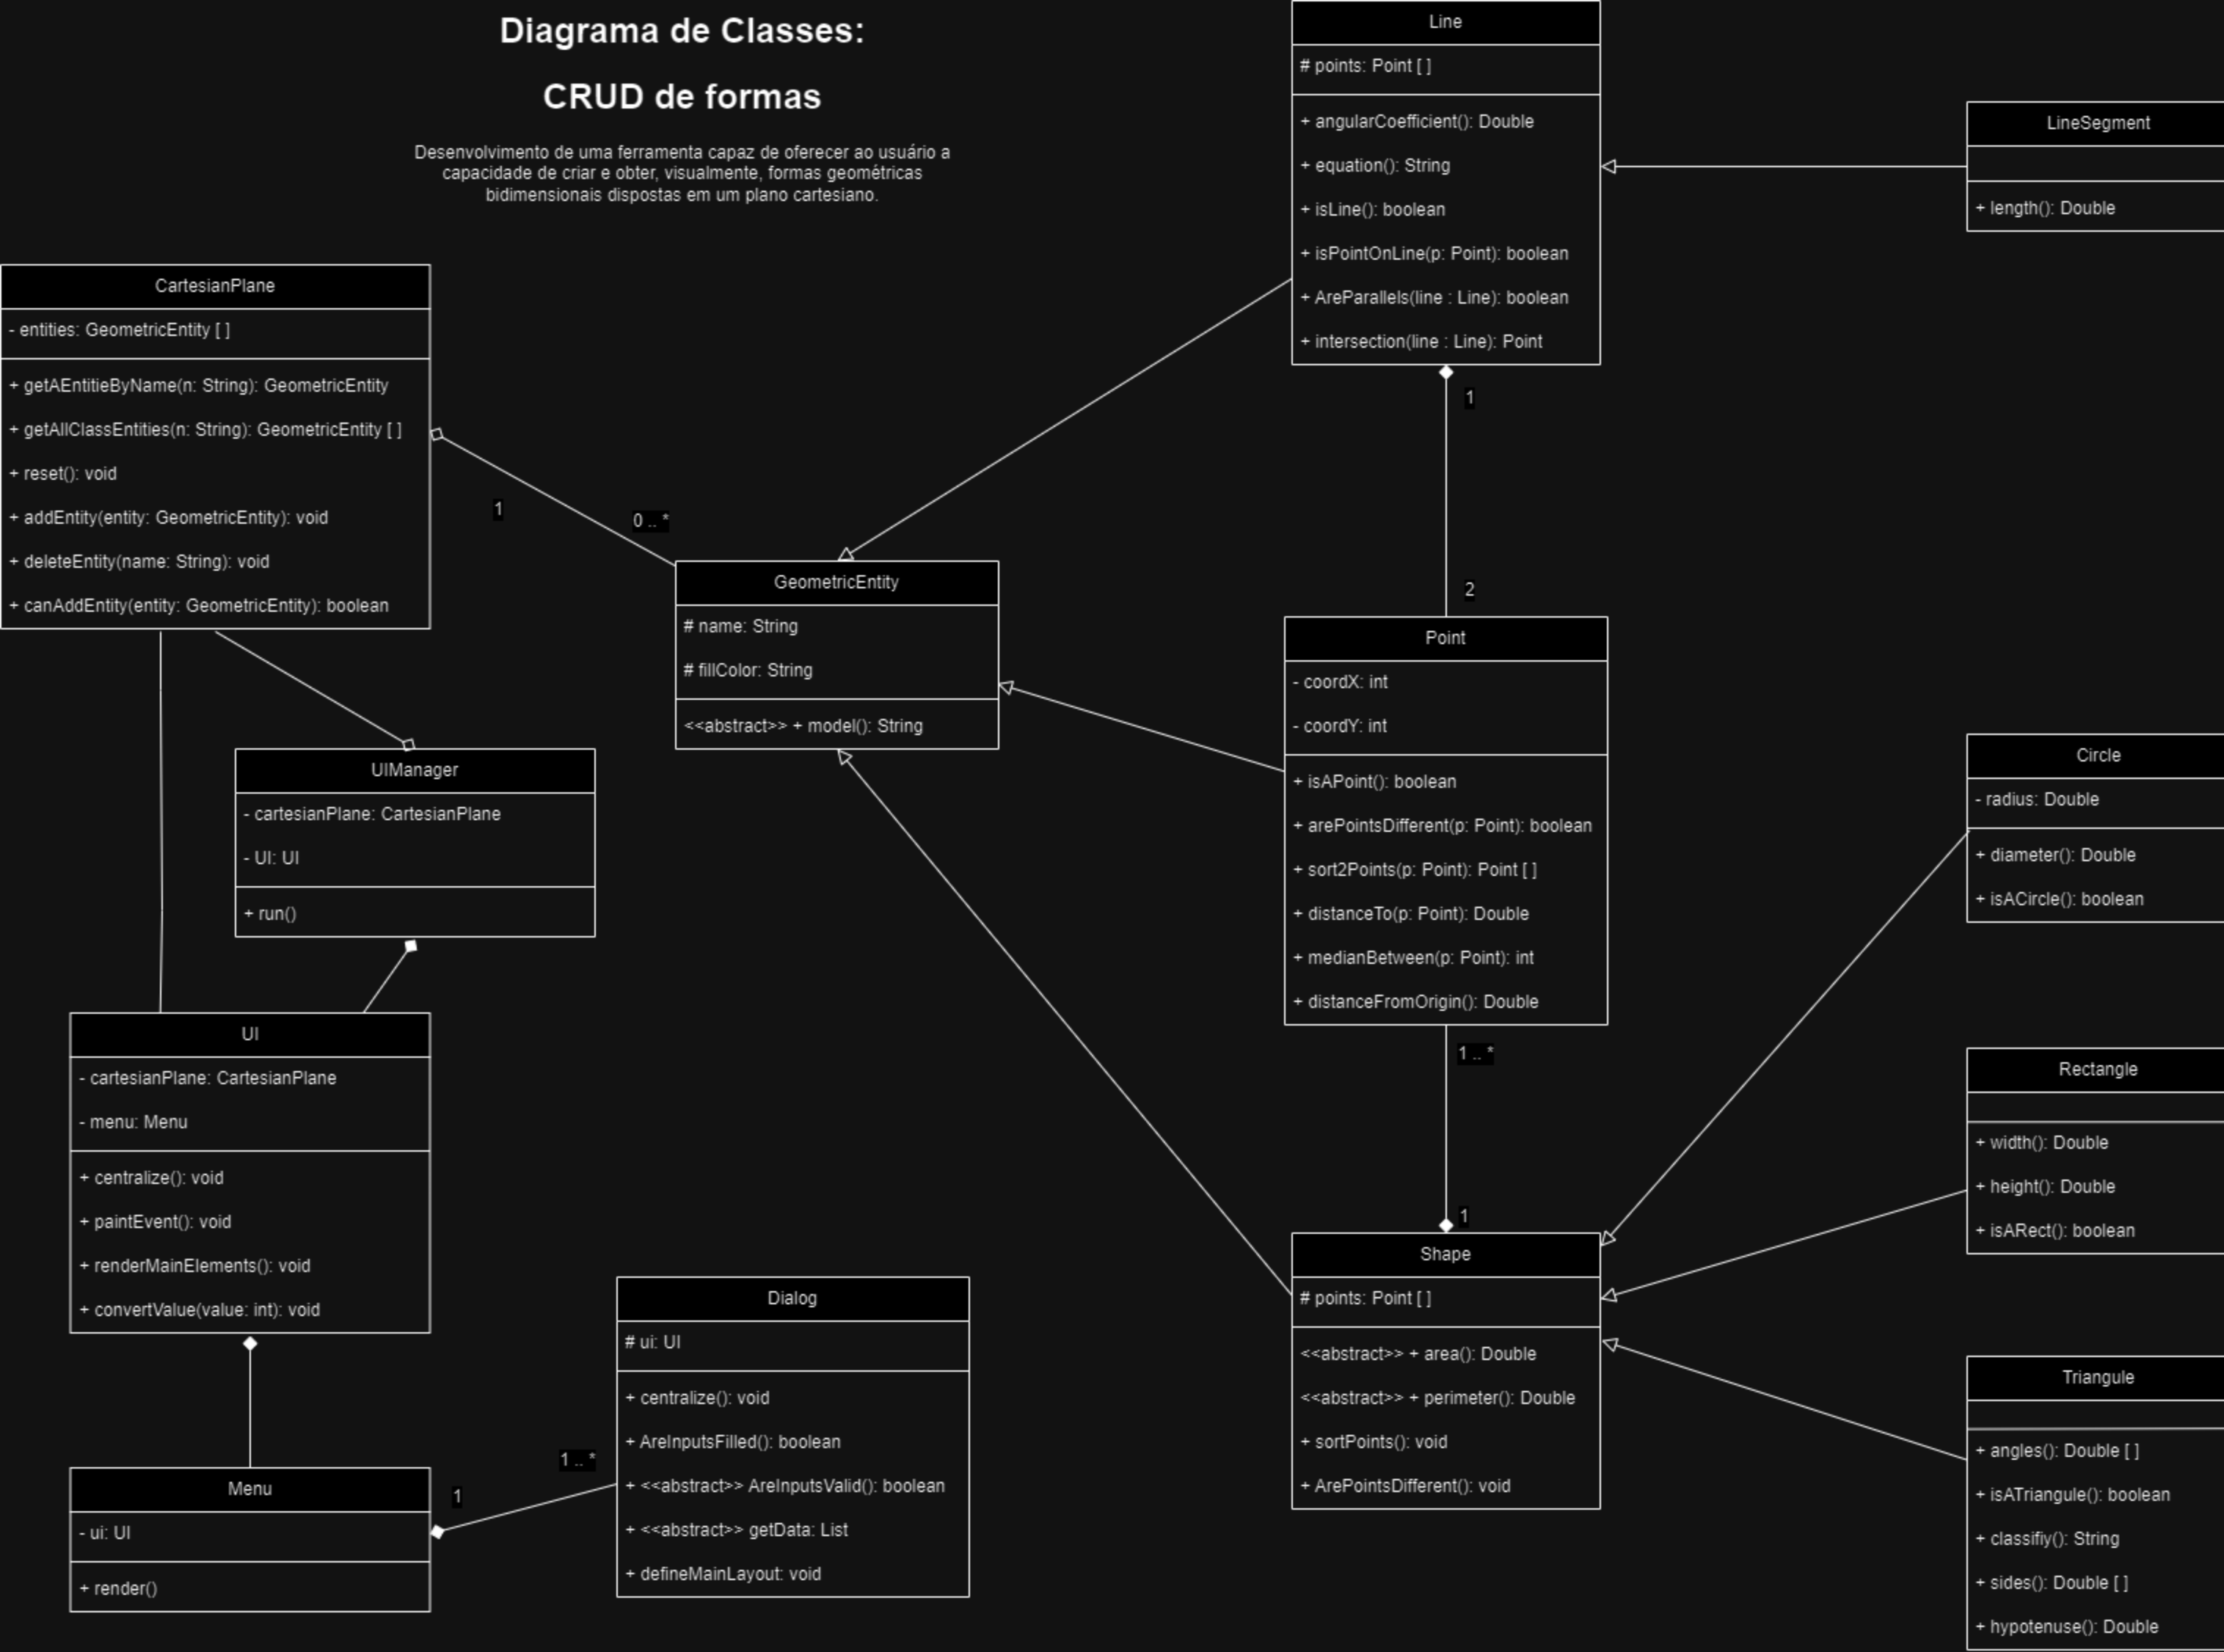 Diagrama de Classes:
CRUD de formas
Desenvolvimento de uma ferramenta capaz de oferecer ao usuário a
capacidade de criar e obter, visualmente, formas geométricas
bidimensionais dispostas em um plano cartesiano.
Line
# points: Point [ ]
+ angularCoefficient(): Double
+ equation(): String
+ isLine(): boolean
+ isPointOnLine(p: Point): boolean
+ AreParallels(line : Line): boolean
+ intersection(line : Line): Point
LineSegment
+ length(): Double
CartesianPlane
- entities: GeometricEntity [ ]
+ getAEntitieByName(n: String): GeometricEntity
+ getAllClassEntities(n: String): GeometricEntity [ ]
+ reset(): void
+ addEntity(entity: GeometricEntity): void
+ deleteEntity(name: String): void
+ canAddEntity(entity: GeometricEntity): boolean
1
0 .. *
1
2
GeometricEntity
# name: String
# fillColor: String
<<abstract>> + model(): String
Point
- coordX: int
- coordY: int
+ isAPoint(): boolean
+ arePointsDifferent(p: Point): boolean
+ sort2Points(p: Point): Point [ ]
+ distanceTo(p: Point): Double
+ medianBetween(p: Point): int
+ distanceFromOrigin(): Double
1 .. *
1
UIManager
- cartesianPlane: CartesianPlane
- UI: UI
+ run()
Circle
- radius: Double
+ diameter(): Double
+ isACircle(): boolean
UI
- cartesianPlane: CartesianPlane
- menu: Menu
+ centralize(): void
+ paintEvent(): void
+ renderMainElements(): void
+ convertValue(value: int): void
Rectangle
+ width(): Double
+ height(): Double
+ isARect(): boolean
Dialog
# ui: UI
+ centralize(): void
+ AreInputsFilled(): boolean
+ <<abstract>> AreInputsValid(): boolean
+ <<abstract>> getData: List
+ defineMainLayout: void
Shape
# points: Point [ ]
<<abstract>> + area(): Double
<<abstract>> + perimeter(): Double
+ sortPoints(): void
+ ArePointsDifferent(): void
Triangule
+ angles(): Double [ ]
+ isATriangule(): boolean
+ classifiy(): String
+ sides(): Double [ ]
+ hypotenuse(): Double
Menu
- ui: UI
+ render()
1
1 .. *